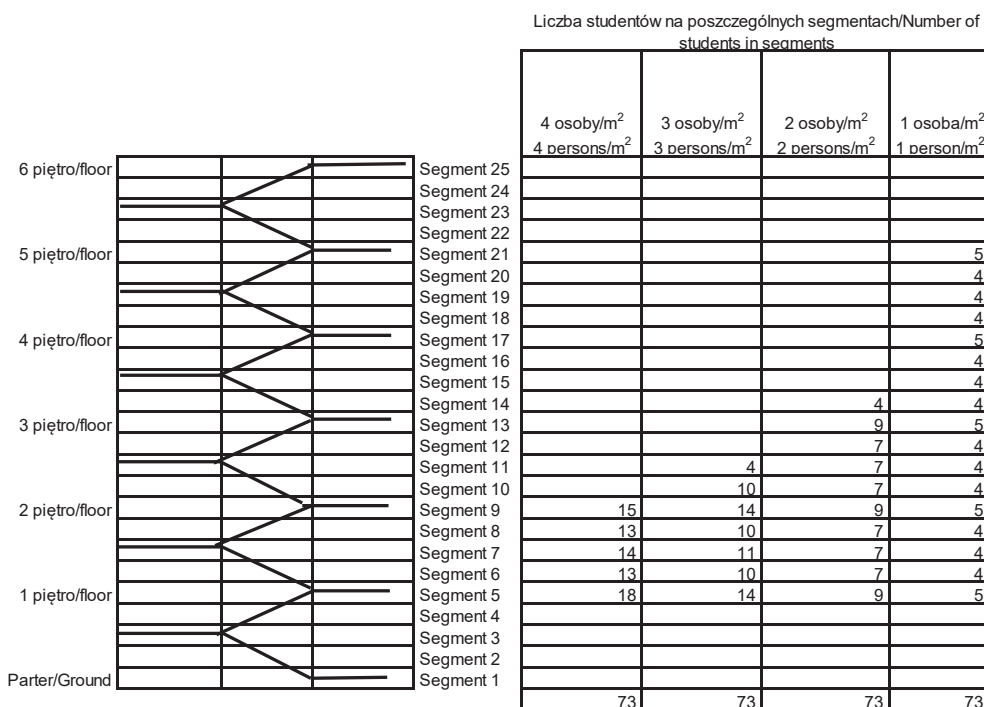 Liczba studentów na poszczególnych segmentach/Number of
students in segments
4 osoby/m² 3 osoby/m² 2 osoby/m² 1 osoba/m²
4 persons/m² 3 persons/m² 2 persons/m² 1 person/m²
6 piętro/floor Segment 25
Segment 24
Segment 23
Segment 22
5 piętro/floor Segment 21 5
Segment 20 4
Segment 19 4
Segment 18 4
4 piętro/floor Segment 17 5
Segment 16 4
Segment 15 4
Segment 14 4 4
3 piętro/floor Segment 13 9 5
Segment 12 7 4
Segment 11 4 7 4
Segment 10 10 7 4
2 piętro/floor Segment 9 15 14 9 5
Segment 8 13 10 7 4
Segment 7 14 11 7 4
Segment 6 13 10 7 4
1 piętro/floor Segment 5 18 14 9 5
Segment 4
Segment 3
Segment 2
Parter/Ground Segment 1
73 73 73 73